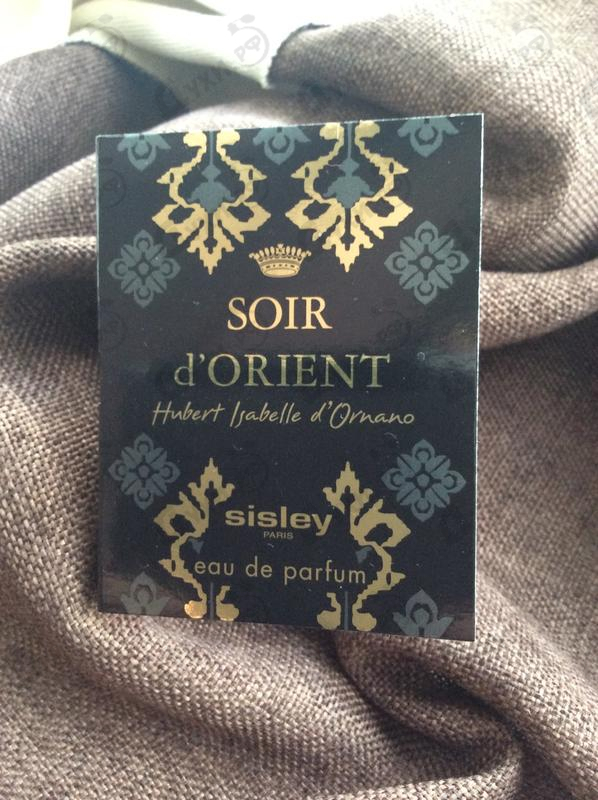 SOIR
d'ORIENT
Hubert Isabelle d'Ornano
sisley
PARIS
eau de parfum